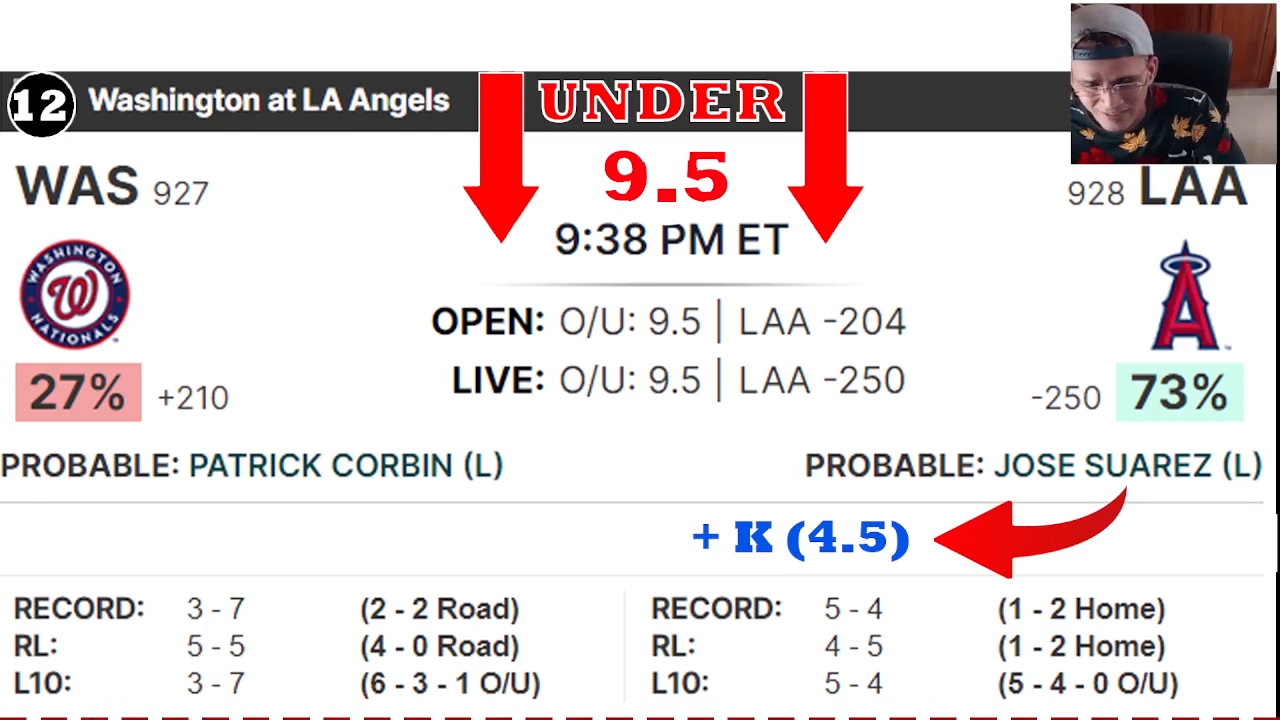 12 Washington at LA Angels UNDER
9.5
WAS 927 928 LAA
9:38 PM ET
WASHINGTON W NATIONALS A
OPEN: O/U: 9.5 | LAA -204
LIVE: O/U: 9.5 | LAA -250
27% +210 -250 73%
PROBABLE: PATRICK CORBIN (L) PROBABLE: JOSE SUAREZ (L)
+ K (4.5)
RECORD: 3 - 7 (2 - 2 Road) RECORD: 5 - 4 (1 - 2 Home)
RL: 5 - 5 (4 - 0 Road) RL: 4 - 5 (1 - 2 Home)
L10: 3 - 7 (6 - 3 - 1 O/U) L10: 5 - 4 (5 - 4 - 0 O/U)